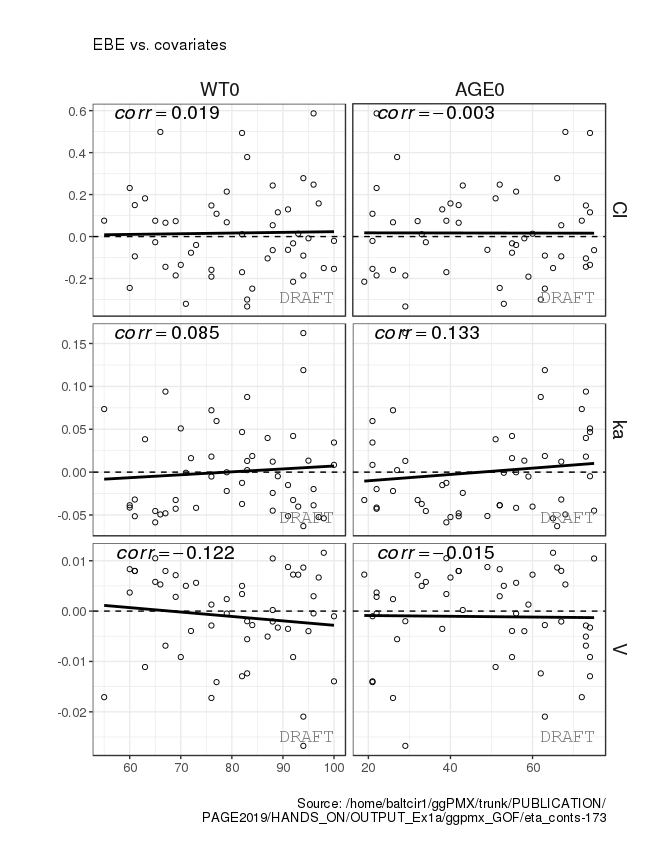 EBE vs. covariates
WT0 AGE0
0.6 corr = 0.019 corr = −0.003
0.4
0.2
Cl
0.0
-0.2
DRAFT DRAFT
0.15 corr = 0.085 corr = 0.133
0.10
0.05
ka
0.00
-0.05 DRAFT DRAFT
0.01 corr = −0.122 corr = −0.015
0.00
V
-0.01
-0.02
DRAFT DRAFT
60 70 80 90 100 20 40 60
Source: /home/baltcir1/ggPMX/trunk/PUBLICATION/
PAGE2019/HANDS_ON/OUTPUT_Ex1a/ggpmx_GOF/eta_conts-173